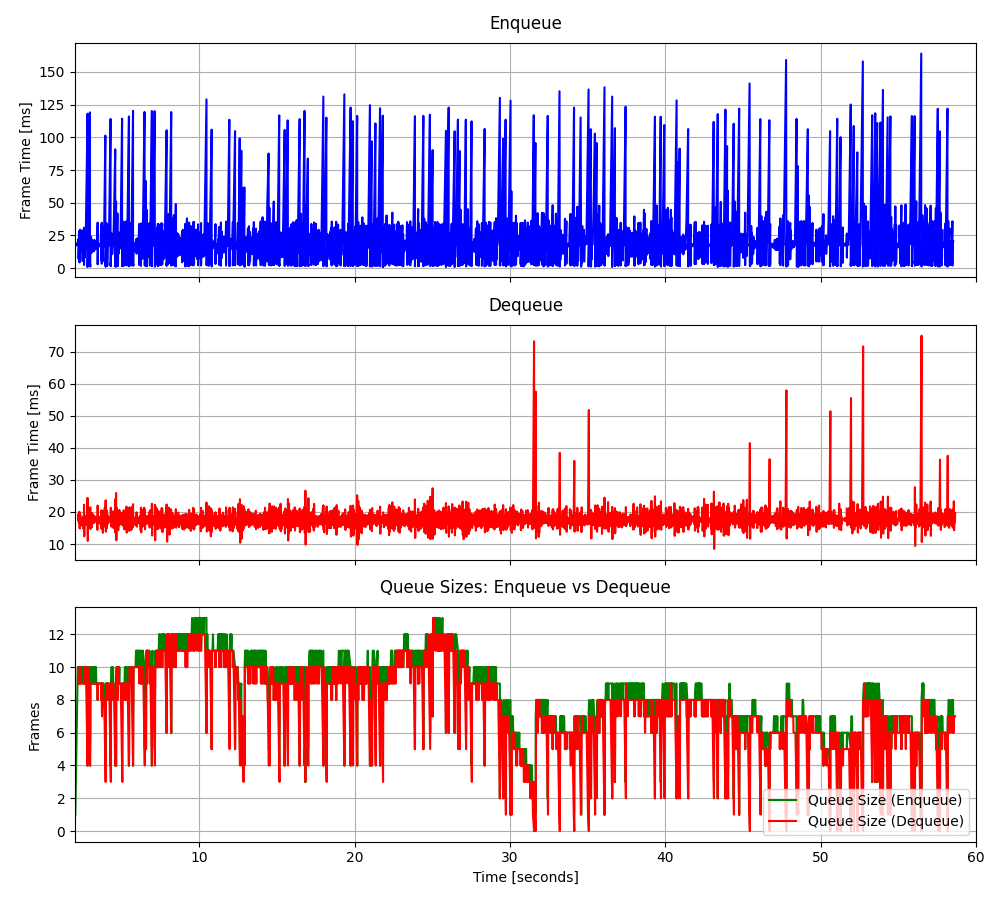 Enqueue
Frame Time [ms]
150
125
100
75
50
25
0
Dequeue
Frame Time [ms]
70
60
50
40
30
20
10
Queue Sizes: Enqueue vs Dequeue
Frames
12
10
8
6
4
2
0
Queue Size (Enqueue)
Queue Size (Dequeue)
10 20 30 40 50 60
Time [seconds]